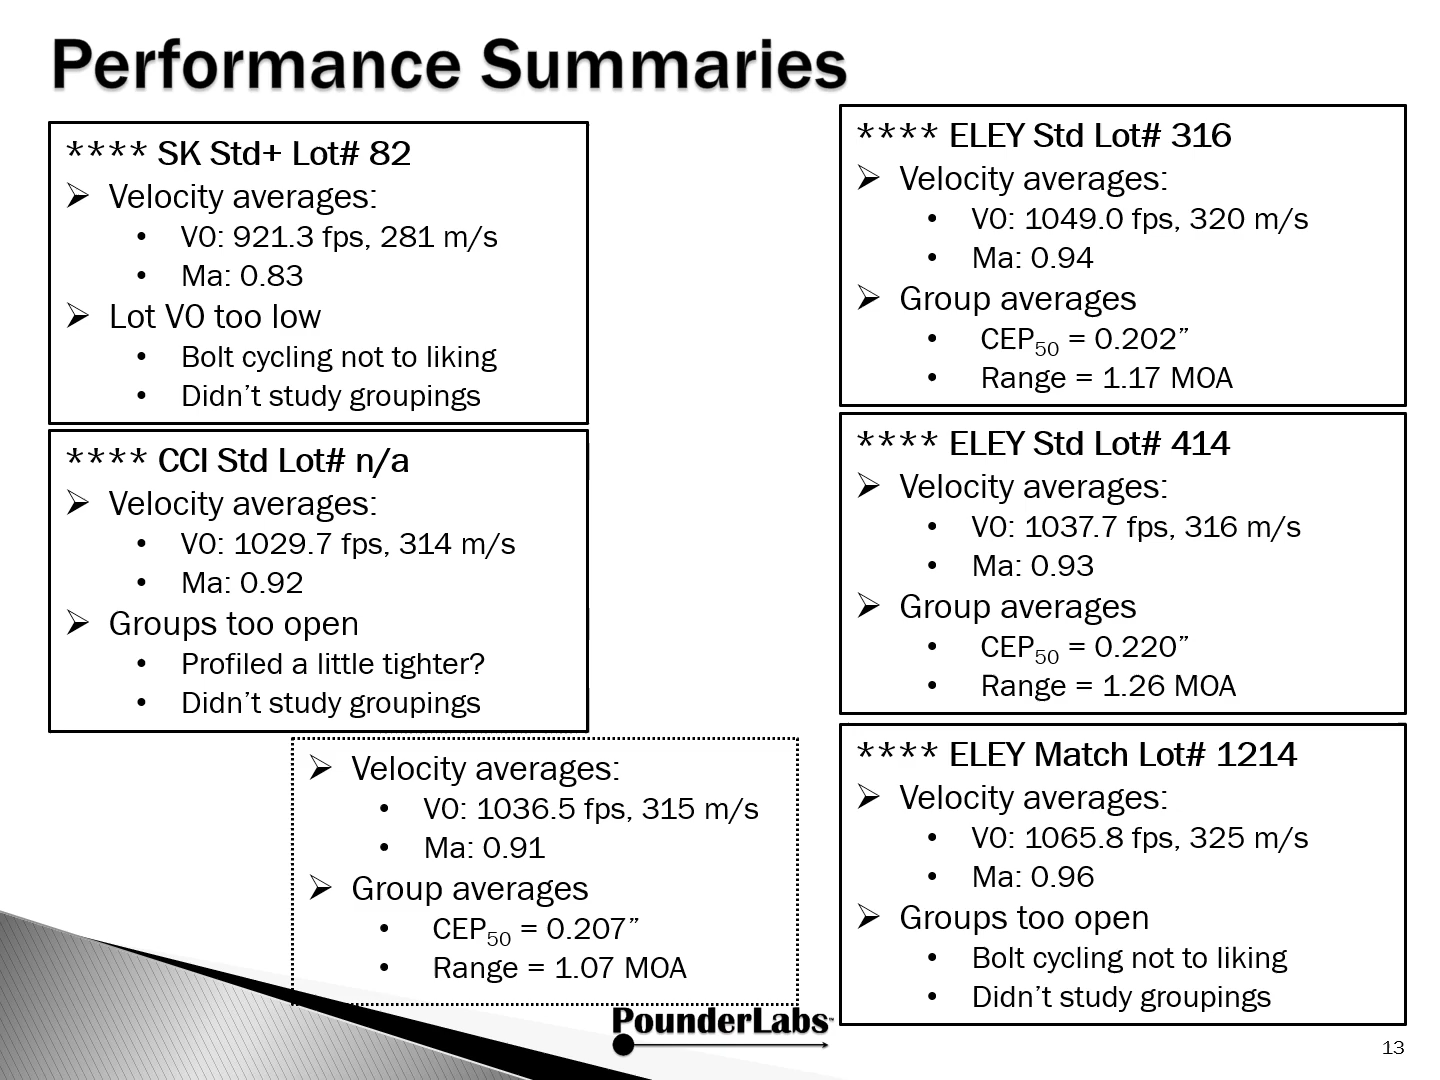 Performance Summaries
**** SK Std+ Lot# 82
➢ Velocity averages:
• V0: 921.3 fps, 281 m/s
• Ma: 0.83
➢ Lot V0 too low
• Bolt cycling not to liking
• Didn’t study groupings
**** CCI Std Lot# n/a
➢ Velocity averages:
• V0: 1029.7 fps, 314 m/s
• Ma: 0.92
➢ Groups too open
• Profiled a little tighter?
• Didn’t study groupings
➢ Velocity averages:
• V0: 1036.5 fps, 315 m/s
• Ma: 0.91
➢ Group averages
• CEP50 = 0.207”
• Range = 1.07 MOA
**** ELEY Std Lot# 316
➢ Velocity averages:
• V0: 1049.0 fps, 320 m/s
• Ma: 0.94
➢ Group averages
• CEP50 = 0.202”
• Range = 1.17 MOA
**** ELEY Std Lot# 414
➢ Velocity averages:
• V0: 1037.7 fps, 316 m/s
• Ma: 0.93
➢ Group averages
• CEP50 = 0.220”
• Range = 1.26 MOA
**** ELEY Match Lot# 1214
➢ Velocity averages:
• V0: 1065.8 fps, 325 m/s
• Ma: 0.96
➢ Groups too open
• Bolt cycling not to liking
• Didn’t study groupings
PounderLabs™
13